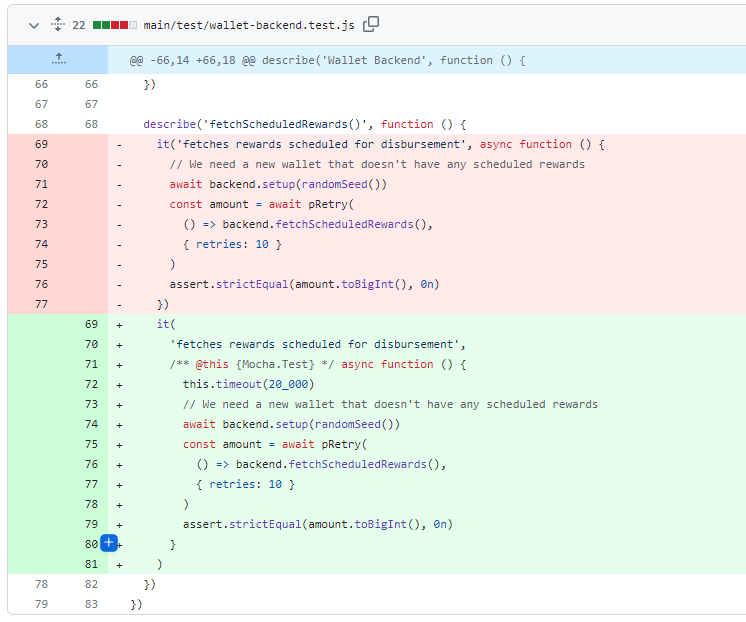 22 main/test/wallet-backend.test.js
@@ -66,14 +66,18 @@ describe('Wallet Backend', function () {
66 66 })
67 67
68 68 describe('fetchScheduledRewards()', function () {
69 - it('fetches rewards scheduled for disbursement', async function () {
70 - // We need a new wallet that doesn't have any scheduled rewards
71 - await backend.setup(randomSeed())
72 - const amount = await pRetry(
73 - () => backend.fetchScheduledRewards(),
74 - { retries: 10 }
75 - )
76 - assert.strictEqual(amount.toBigInt(), 0n)
77 - })
69 + it(
70 + 'fetches rewards scheduled for disbursement',
71 + /** @this {Mocha.Test} */ async function () {
72 + this.timeout(20_000)
73 + // We need a new wallet that doesn't have any scheduled rewards
74 + await backend.setup(randomSeed())
75 + const amount = await pRetry(
76 + () => backend.fetchScheduledRewards(),
77 + { retries: 10 }
78 + )
79 + assert.strictEqual(amount.toBigInt(), 0n)
80 + }
81 + )
78 82 })
79 83 })